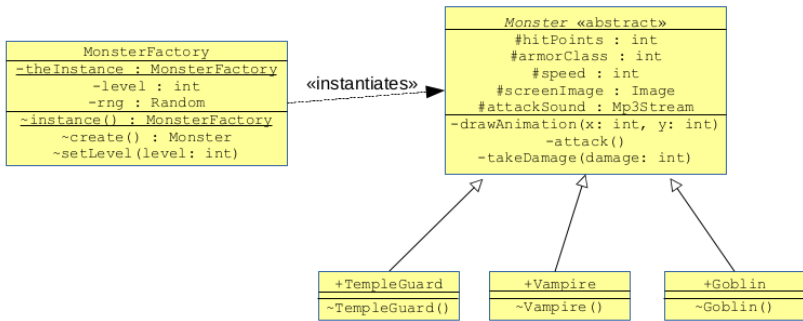 MonsterFactory
-theInstance : MonsterFactory
-level : int
-rng : Random
~instance() : MonsterFactory
~create() : Monster
~setLevel(level: int)
«instantiates»
Monster «abstract»
#hitPoints : int
#armorClass : int
#speed : int
#screenImage : Image
#attackSound : Mp3Stream
-drawAnimation(x: int, y: int)
-attack()
-takeDamage(damage: int)
+TempleGuard
~TempleGuard()
+Vampire
~Vampire()
+Goblin
~Goblin()